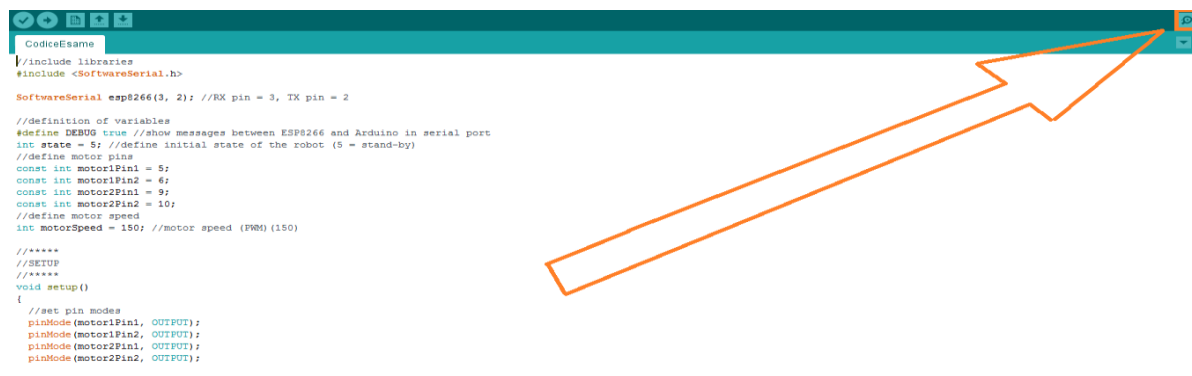 CodiceEsame
//include libraries
#include <SoftwareSerial.h>
SoftwareSerial esp8266(3, 2); //RX pin = 3, TX pin = 2
//definition of variables
#define DEBUG true //show messages between ESP8266 and Arduino in serial port
int state = 5; //define initial state of the robot (5 = stand-by)
//define motor pins
const int motor1Pin1 = 5;
const int motor1Pin2 = 6;
const int motor2Pin1 = 9;
const int motor2Pin2 = 10;
//define motor speed
int motorSpeed = 150; //motor speed (PWM)(150)
//*****
//SETUP
//*****
void setup()
{
//set pin modes
pinMode(motor1Pin1, OUTPUT);
pinMode(motor1Pin2, OUTPUT);
pinMode(motor2Pin1, OUTPUT);
pinMode(motor2Pin2, OUTPUT);